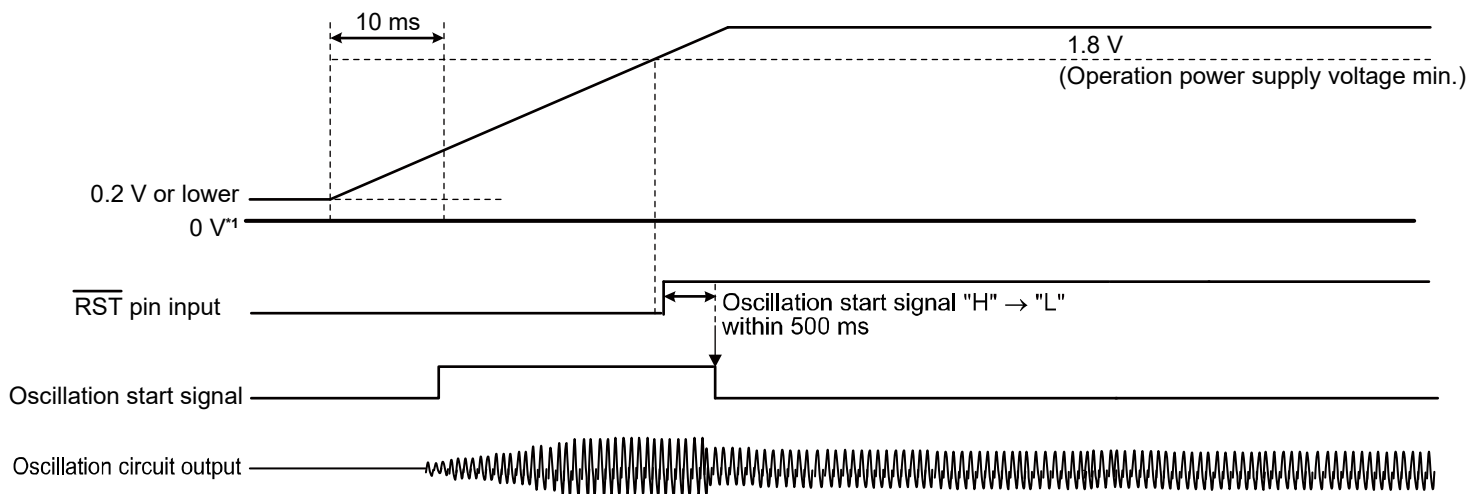 10 ms
1.8 V
(Operation power supply voltage min.)
0.2 V or lower
0 V*1
RST pin input
Oscillation start signal "H" → "L"
within 500 ms
Oscillation start signal
Oscillation circuit output